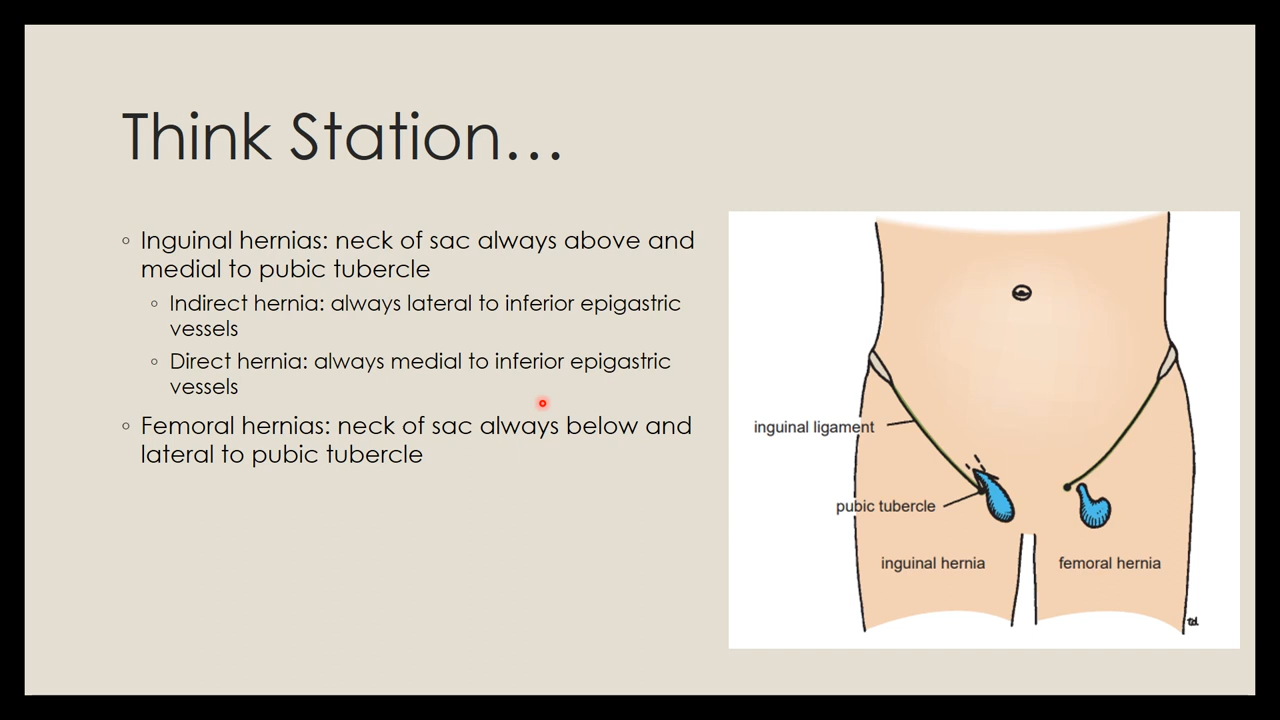 Think Station…
◦ Inguinal hernias: neck of sac always above and
medial to pubic tubercle
◦ Indirect hernia: always lateral to inferior epigastric
vessels
◦ Direct hernia: always medial to inferior epigastric
vessels
◦ Femoral hernias: neck of sac always below and
lateral to pubic tubercle
inguinal ligament
pubic tubercle
inguinal hernia
femoral hernia